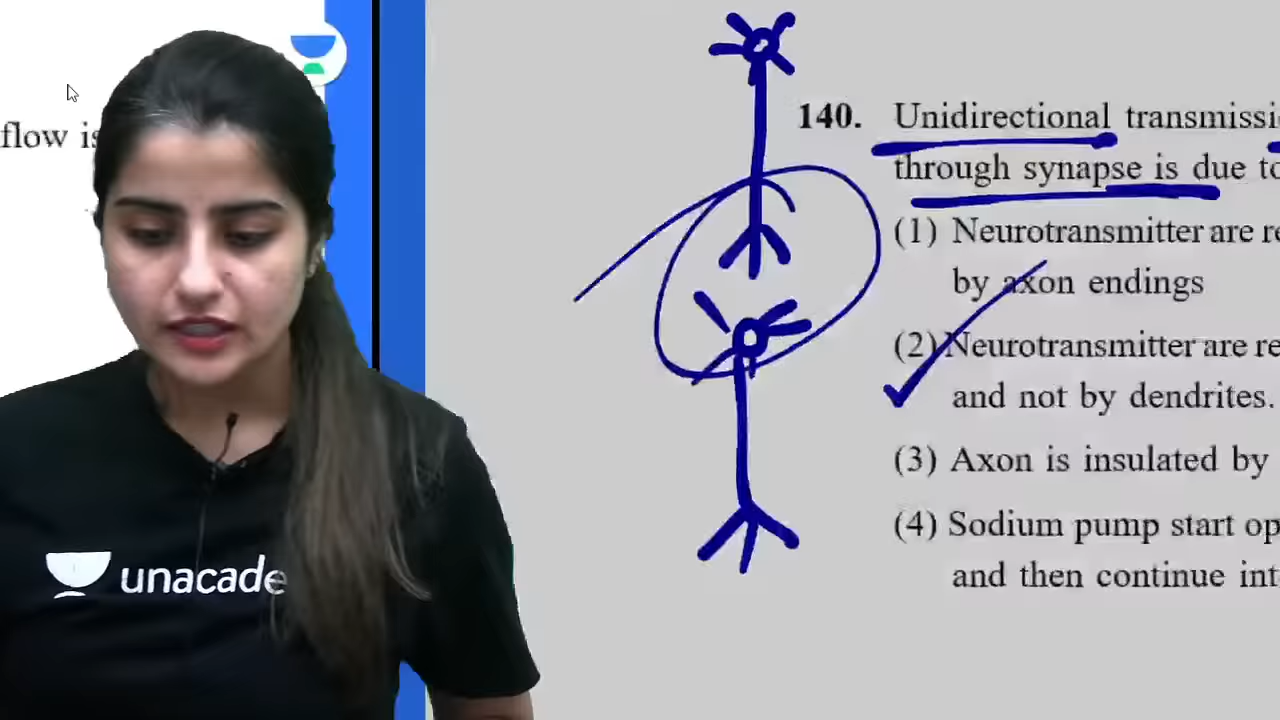 flow is
140. Unidirectional transmissi
through synapse is due to
(1) Neurotransmitter are re
by axon endings
(2) Neurotransmitter are re
and not by dendrites.
(3) Axon is insulated by
(4) Sodium pump start op
and then continue int
unacade